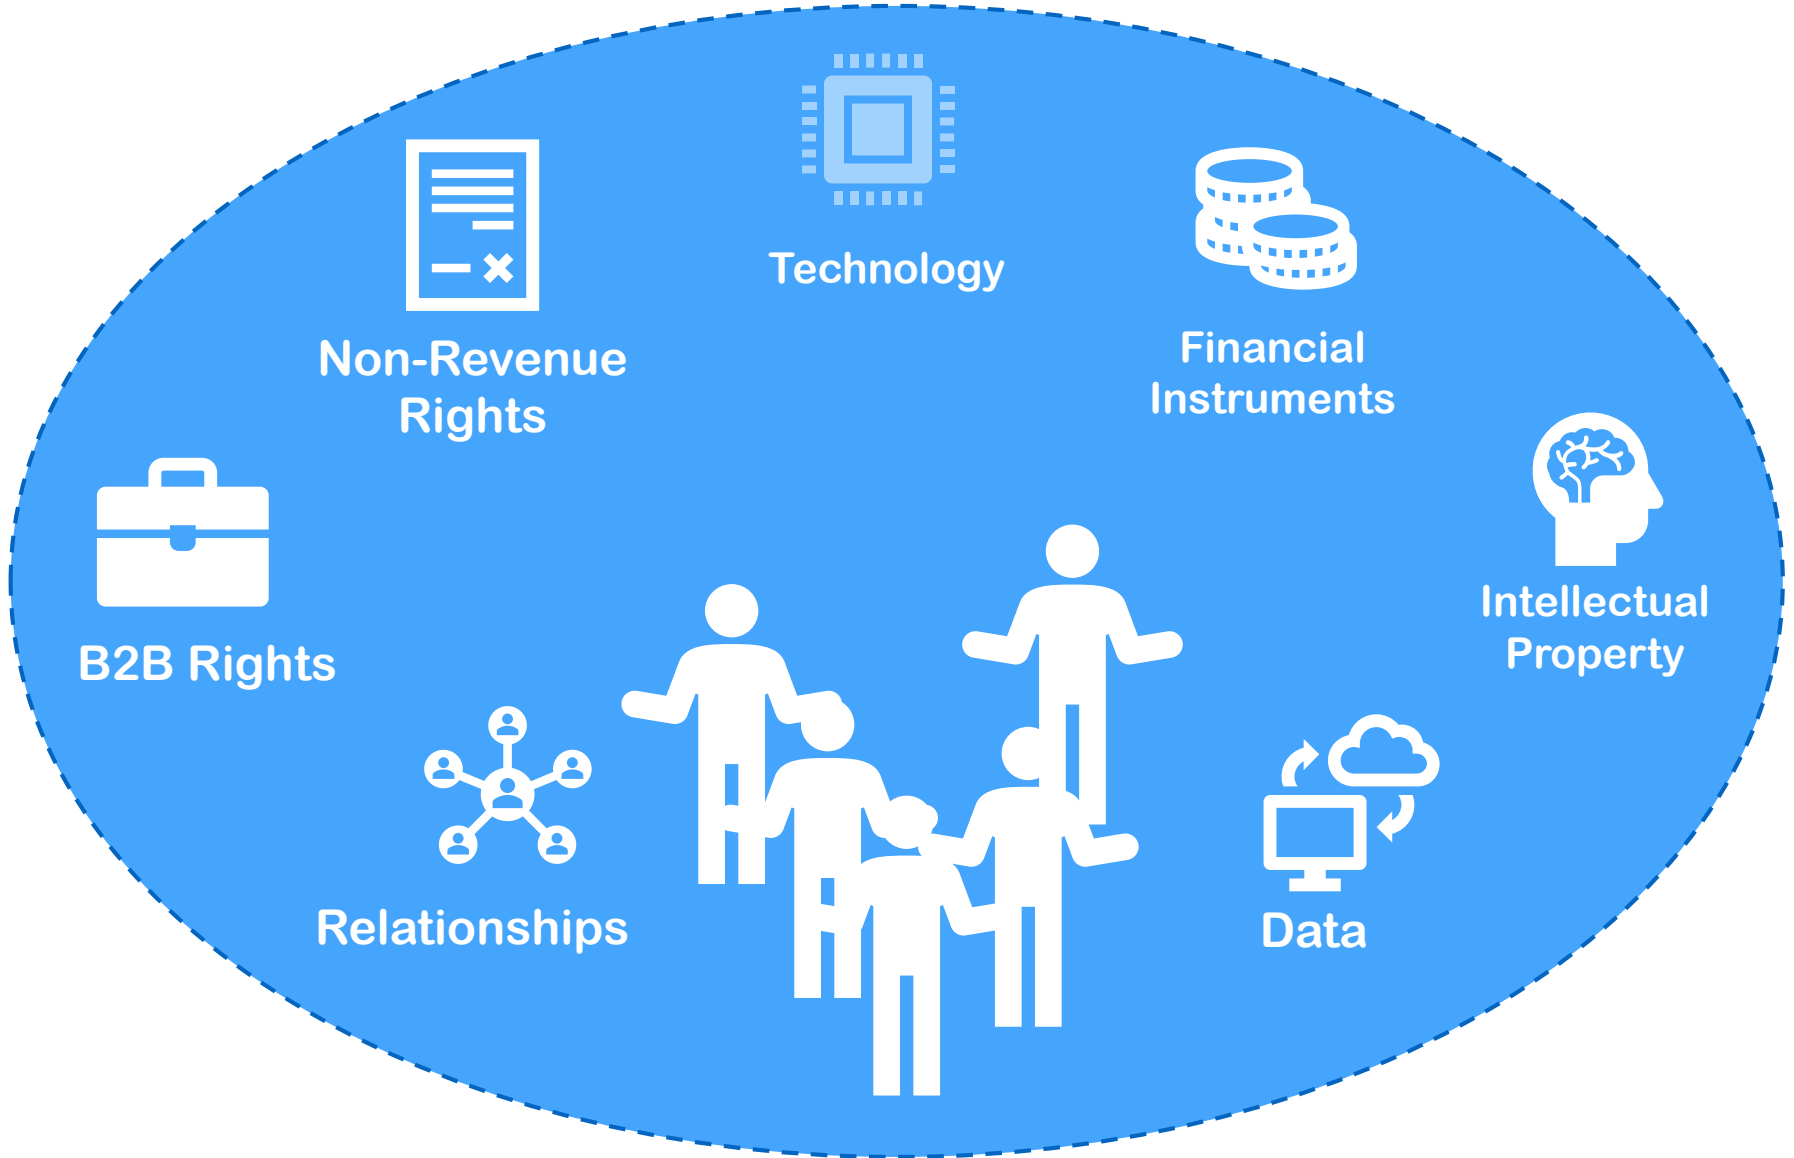 Technology
Non-Revenue
Rights
Financial
Instruments
B2B Rights
Intellectual
Property
Relationships
Data